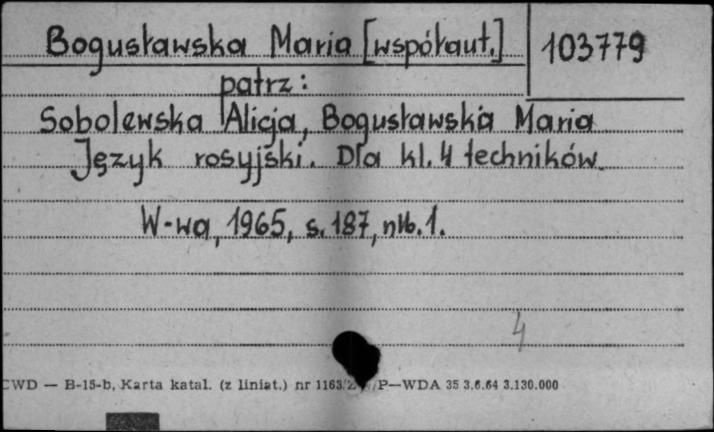 Bogusławska Maria [współaut.] 103779
patrz:
Sobolewska Alicja, Bogusławska Maria
Język rosyjski. Dla kl. 4 techników.
W-wa, 1965, s. 187, nlb. 1.
4
CWD — B-15-b, Karta katal. (z liniat.) nr 1163/Z P—WDA 35 3.6.64 3.130.000